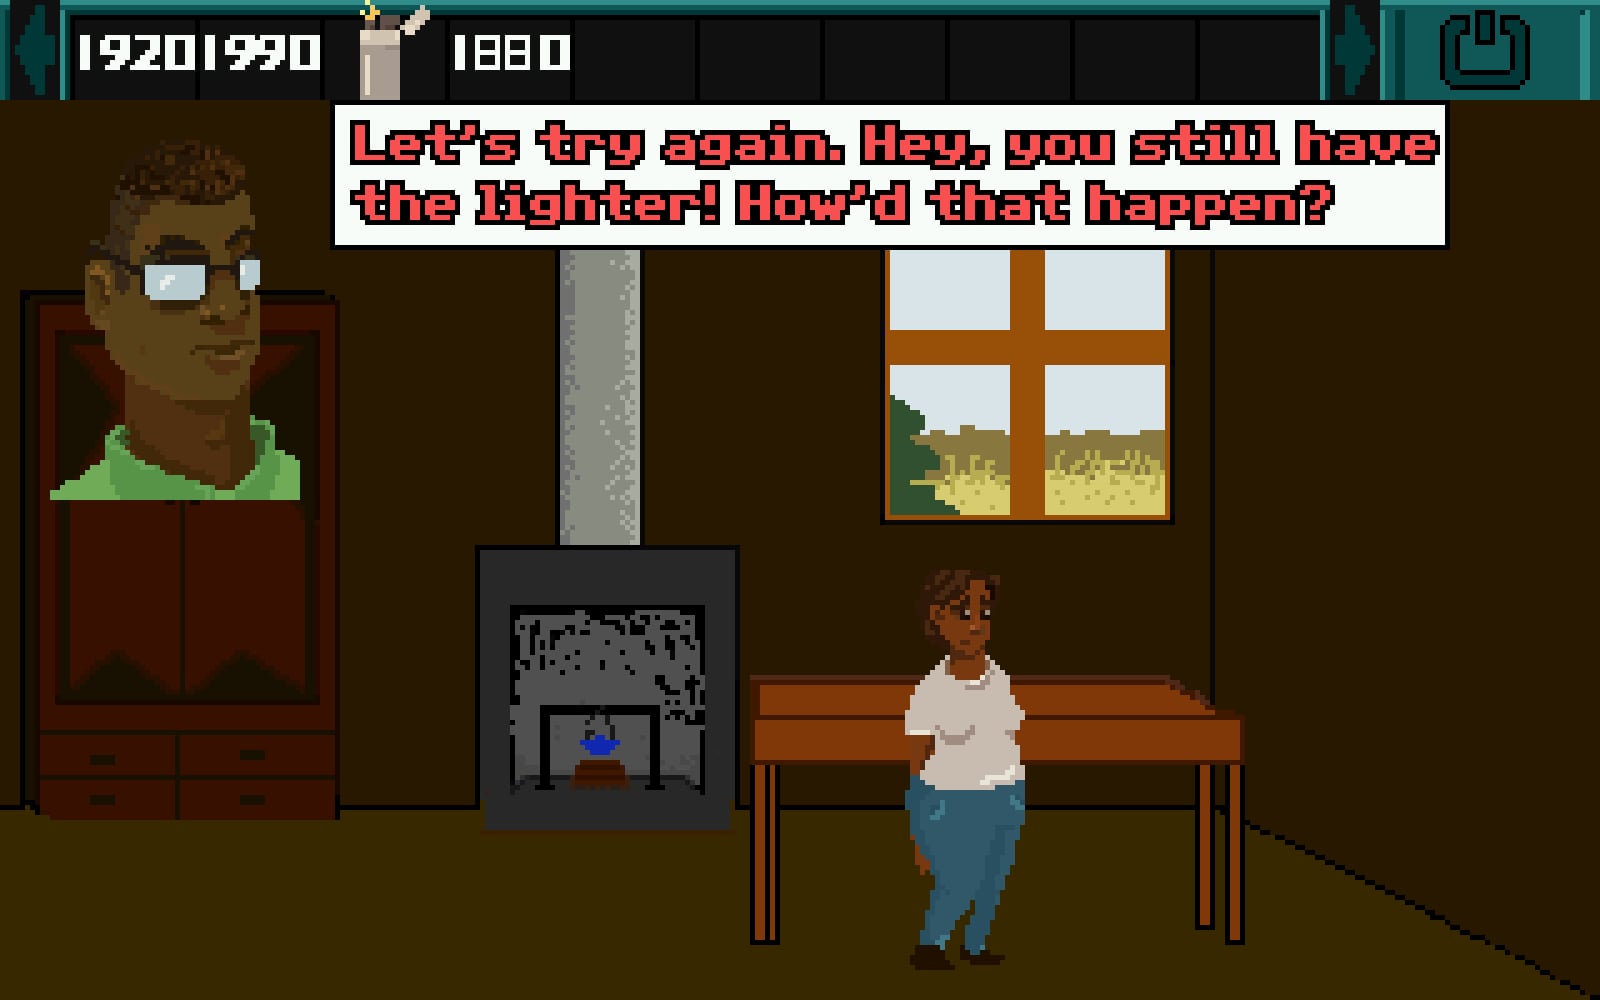 1920 1990 1880
Let's try again. Hey, you still have
the lighter! How'd that happen?